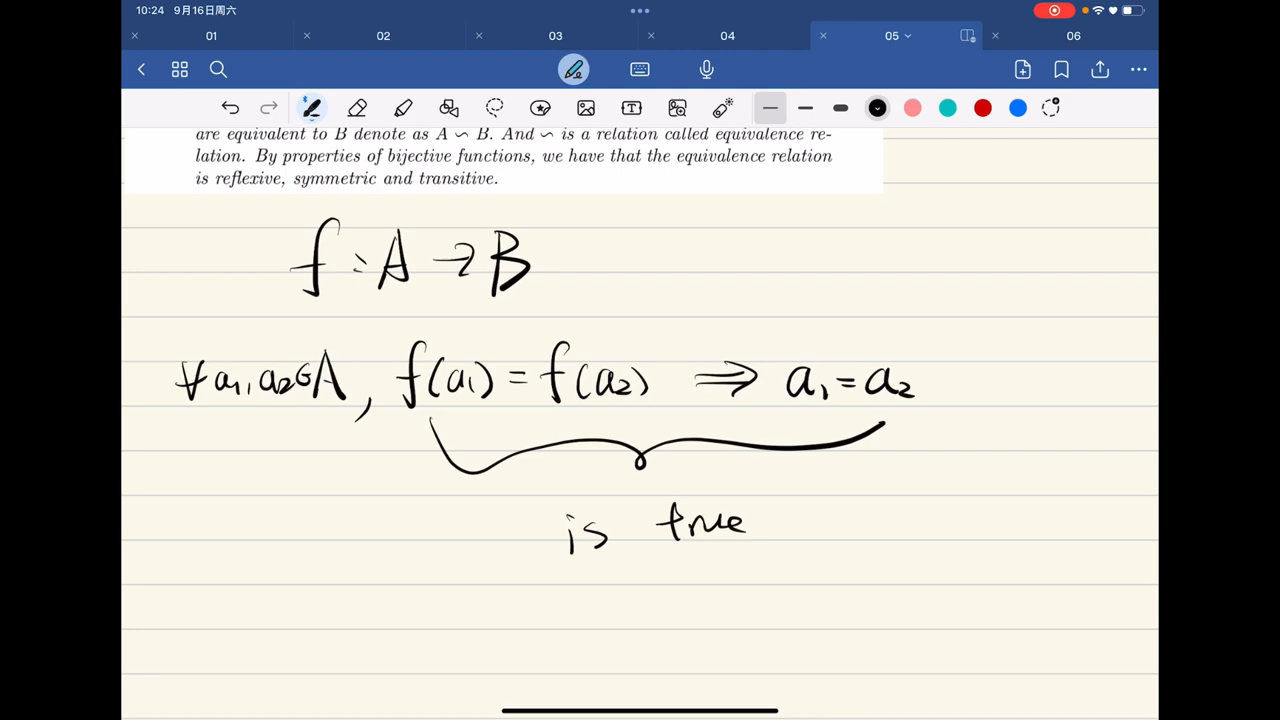 10:24 9月16日周六
01 02 03 04 05 06
are equivalent to B denote as A ∽ B. And ∽ is a relation called equivalence re-
lation. By properties of bijective functions, we have that the equivalence relation
is reflexive, symmetric and transitive.
f : A → B
∀ a₁, a₂ ∈ A, f(a₁) = f(a₂) ⇒ a₁ = a₂
is true